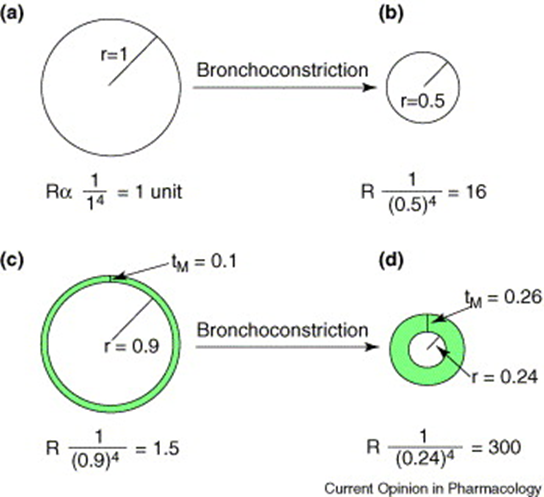 (a)
r=1
Bronchoconstriction
(b)
r=0.5
Rα 1/1⁴ = 1 unit
R 1/(0.5)⁴ = 16
(c)
tM = 0.1
r = 0.9
Bronchoconstriction
(d)
tM = 0.26
r = 0.24
R 1/(0.9)⁴ = 1.5
R 1/(0.24)⁴ = 300
Current Opinion in Pharmacology